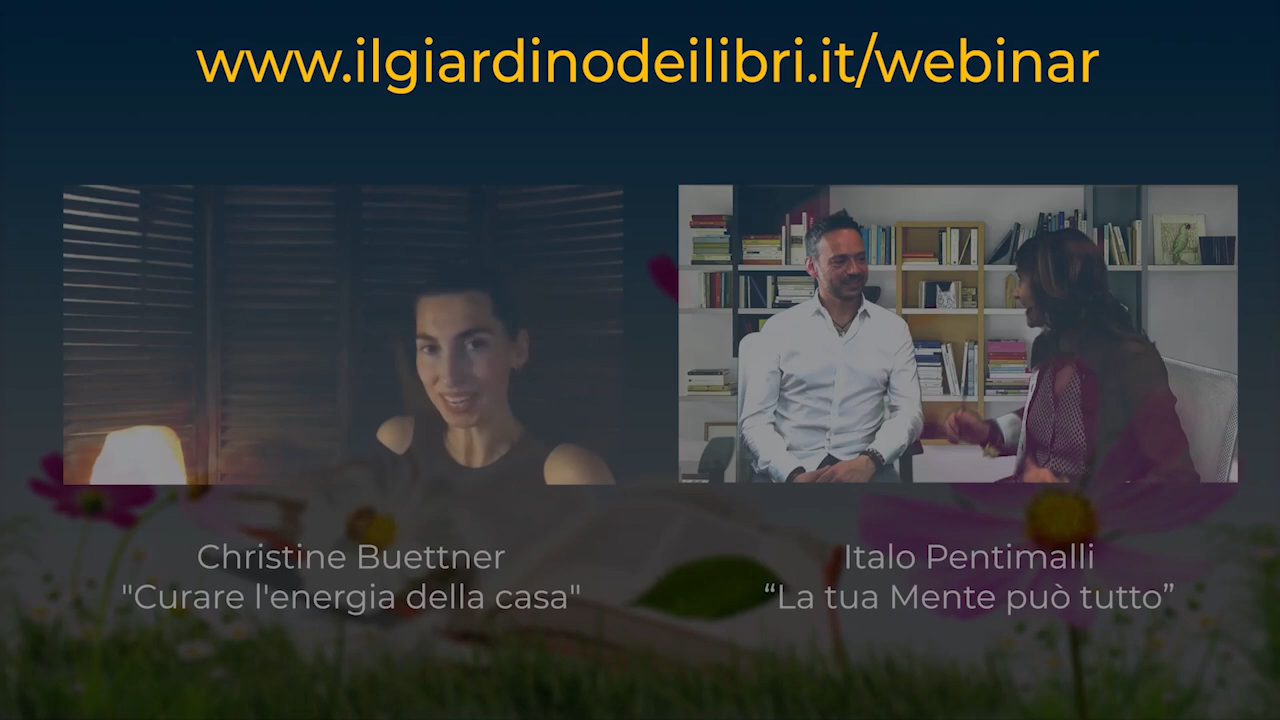 www.ilgiardinodeilibri.it/webinar
Christine Buettner
"Curare l'energia della casa"
Italo Pentimalli
“La tua Mente può tutto”